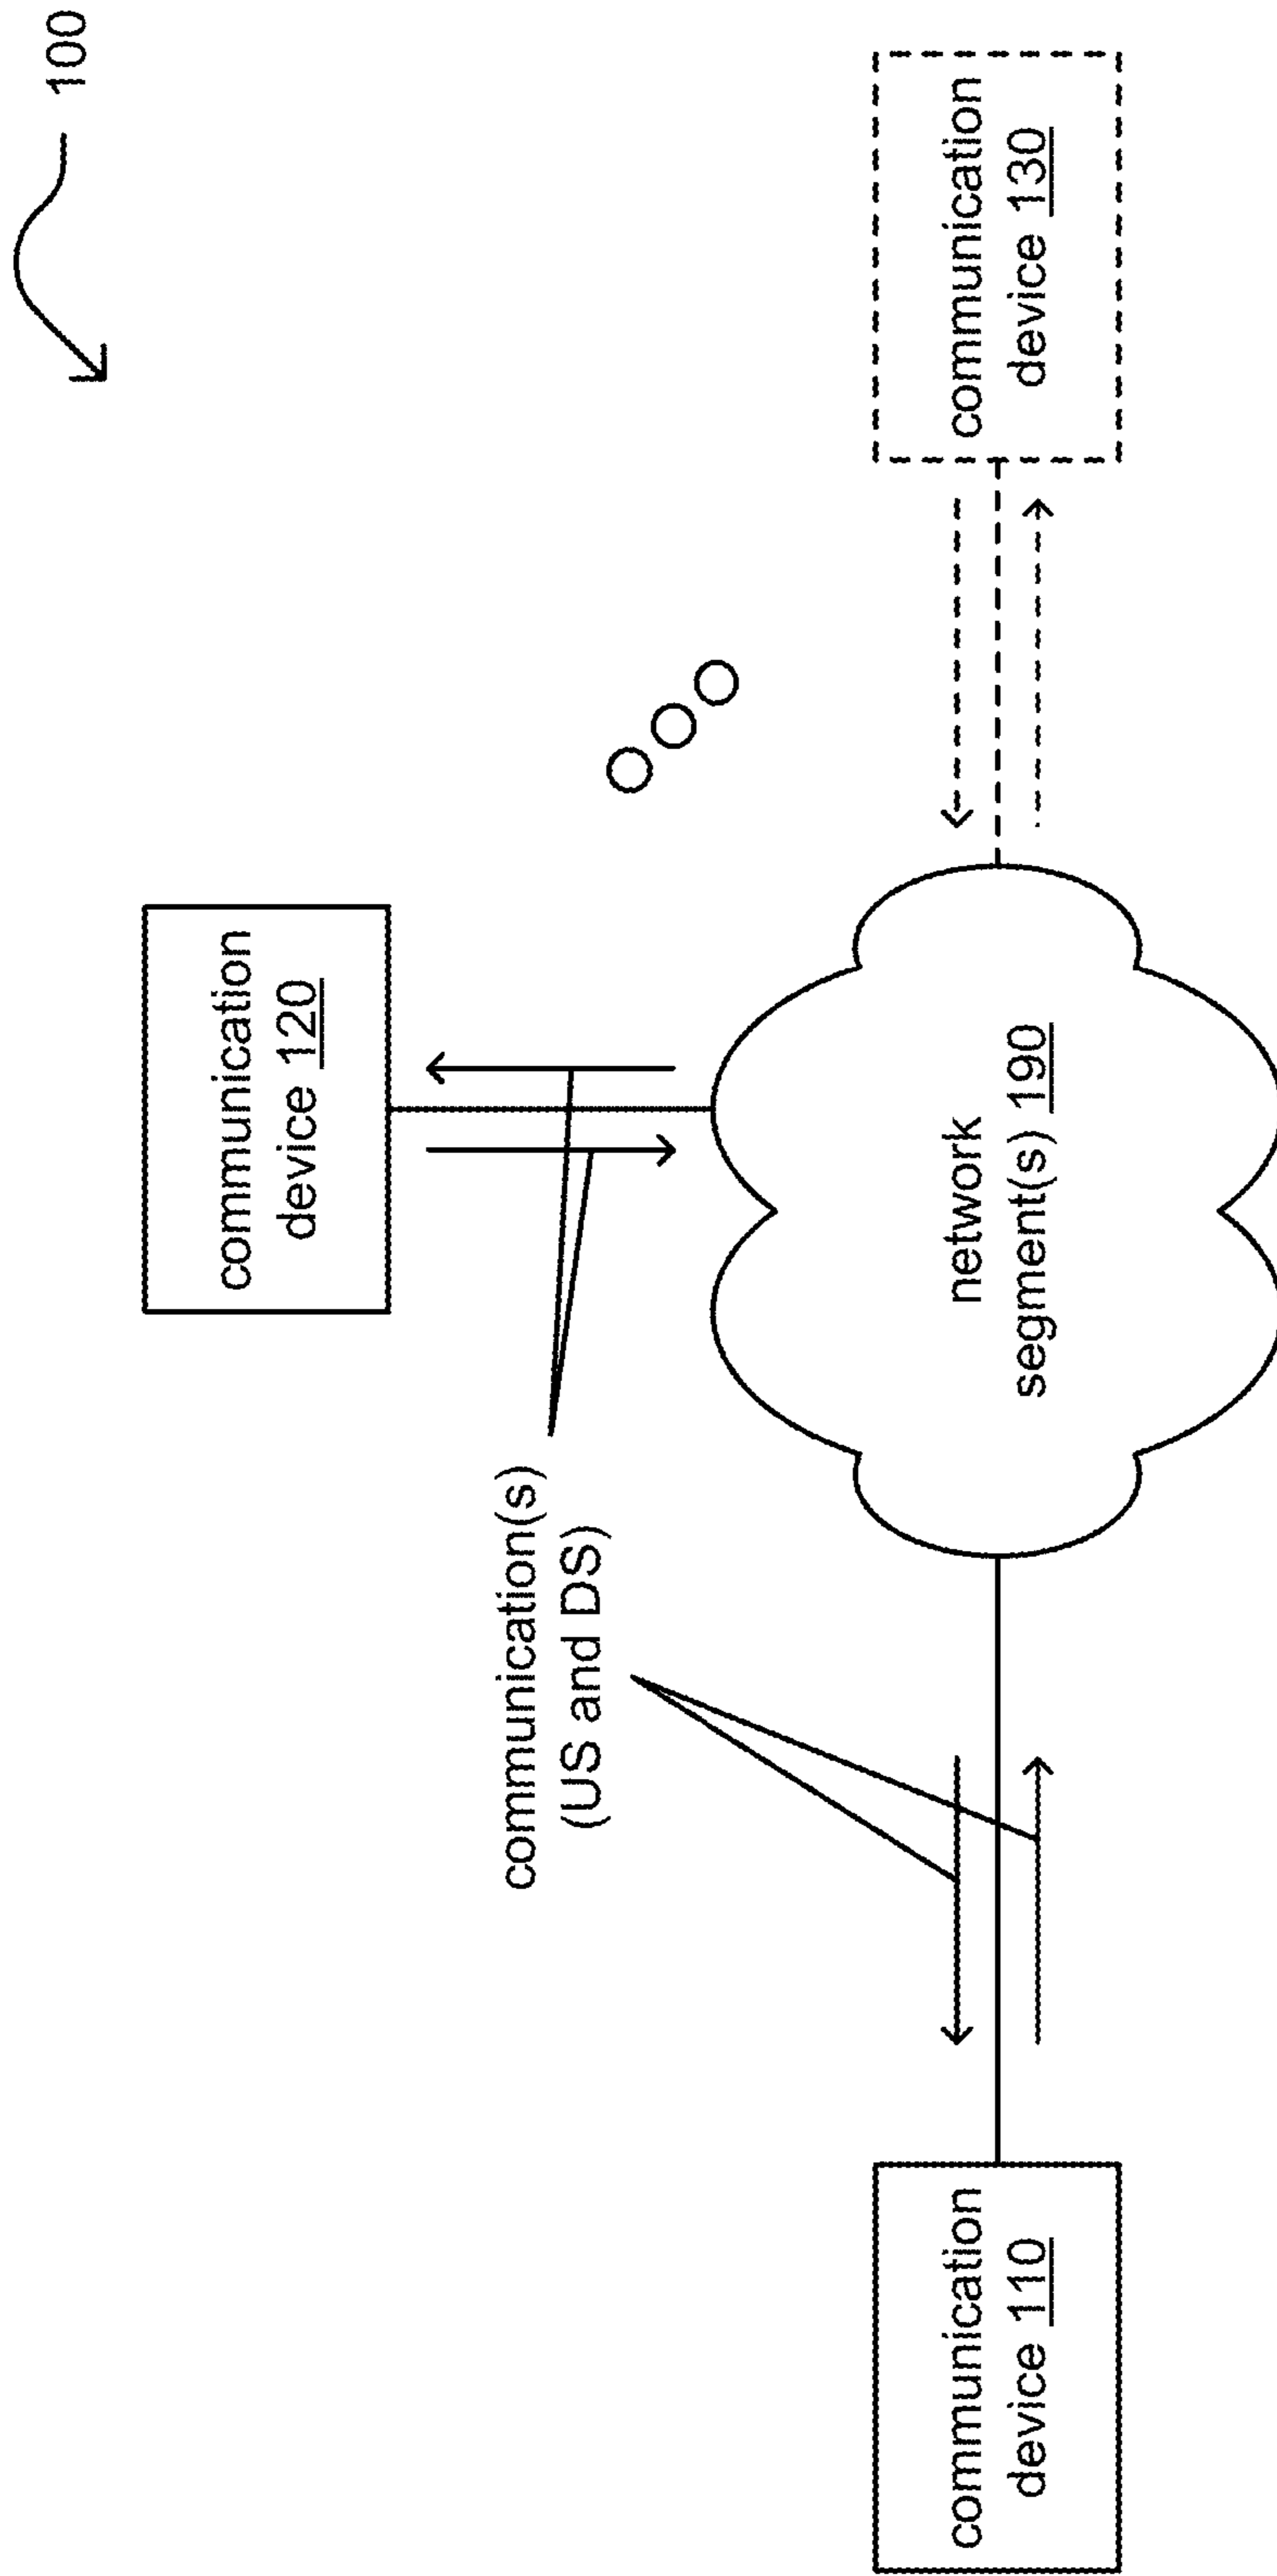 100
communication
device 120
communication(s)
(US and DS)
communication
device 110
network
segment(s) 190
communication
device 130